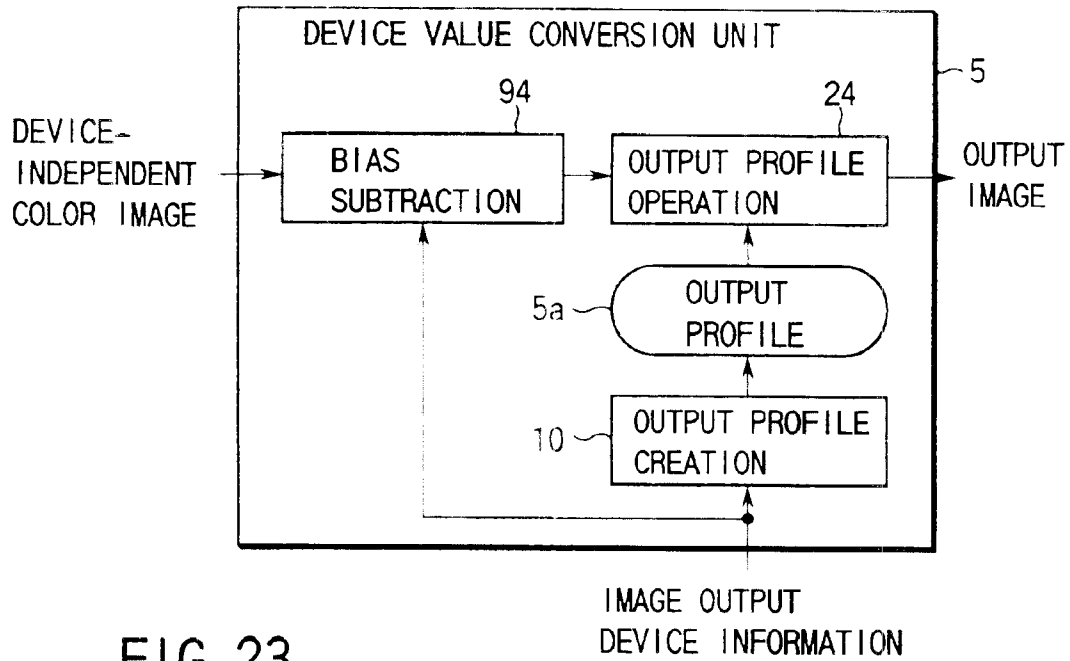 DEVICE VALUE CONVERSION UNIT
5
94
24
DEVICE-
INDEPENDENT
COLOR IMAGE
BIAS
SUBTRACTION
OUTPUT PROFILE
OPERATION
OUTPUT
IMAGE
5a
OUTPUT
PROFILE
10
OUTPUT PROFILE
CREATION
IMAGE OUTPUT
DEVICE INFORMATION
FIG. 23